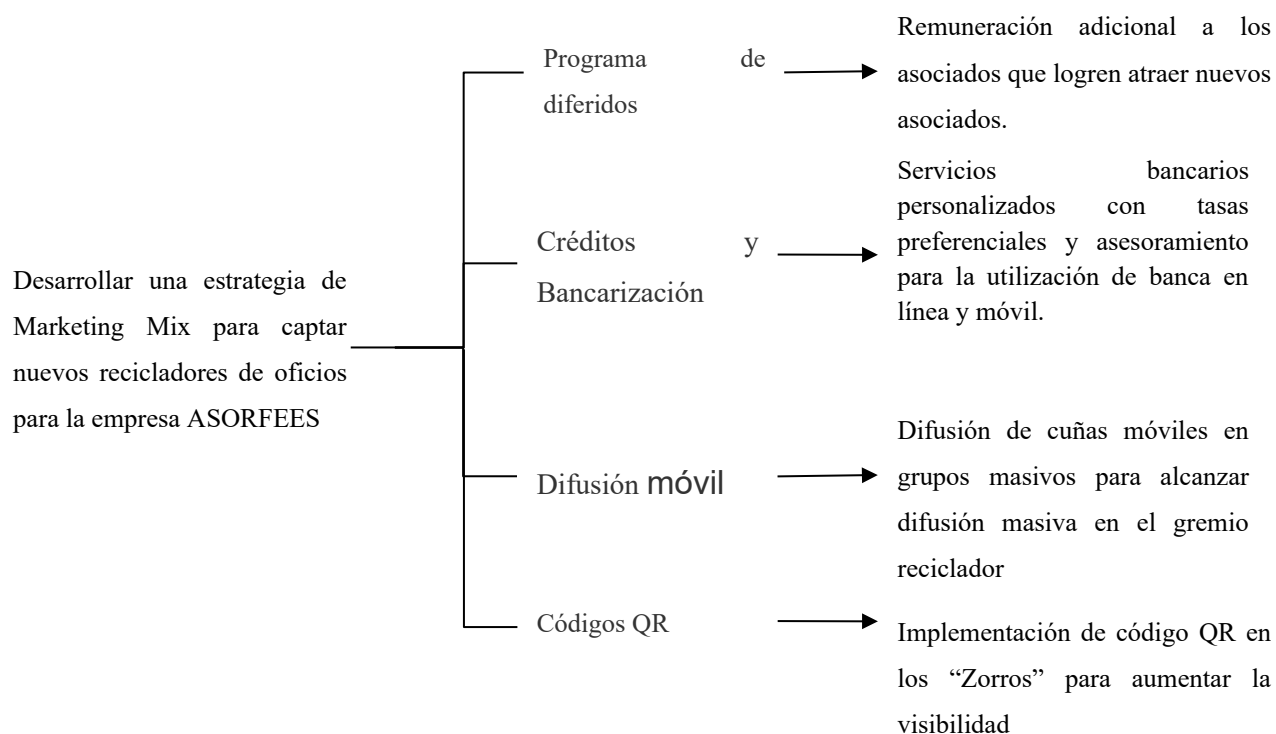 Desarrollar una estrategia de
Marketing Mix para captar
nuevos recicladores de oficios
para la empresa ASORFEES
Programa de
diferidos
Remuneración adicional a los
asociados que logren atraer nuevos
asociados.
Créditos y
Bancarización
Servicios bancarios
personalizados con tasas
preferenciales y asesoramiento
para la utilización de banca en
línea y móvil.
Difusión móvil
Difusión de cuñas móviles en
grupos masivos para alcanzar
difusión masiva en el gremio
reciclador
Códigos QR
Implementación de código QR en
los “Zorros” para aumentar la
visibilidad